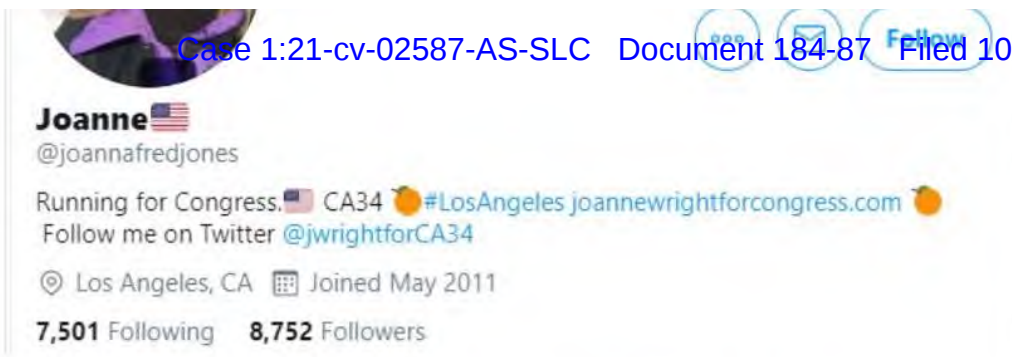 Case 1:21-cv-02587-AS-SLC Document 184-87 Filed 10
Follow
Joanne🇺🇸
@joannafredjones
Running for Congress.🇺🇸 CA34 🍊#LosAngeles joannewrightforcongress.com 🍊
Follow me on Twitter @jwrightforCA34
Los Angeles, CA Joined May 2011
7,501 Following 8,752 Followers